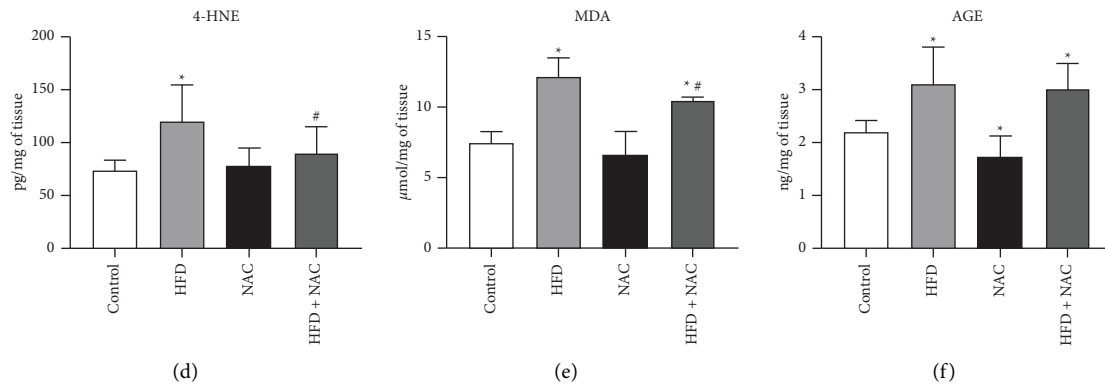 4-HNE
200
150
100
50
0
pg/mg of tissue
*
#
Control
HFD
NAC
HFD + NAC
(d)
MDA
15
10
5
0
μmol/mg of tissue
*
* #
Control
HFD
NAC
HFD + NAC
(e)
AGE
4
3
2
1
0
ng/mg of tissue
*
*
*
Control
HFD
NAC
HFD + NAC
(f)